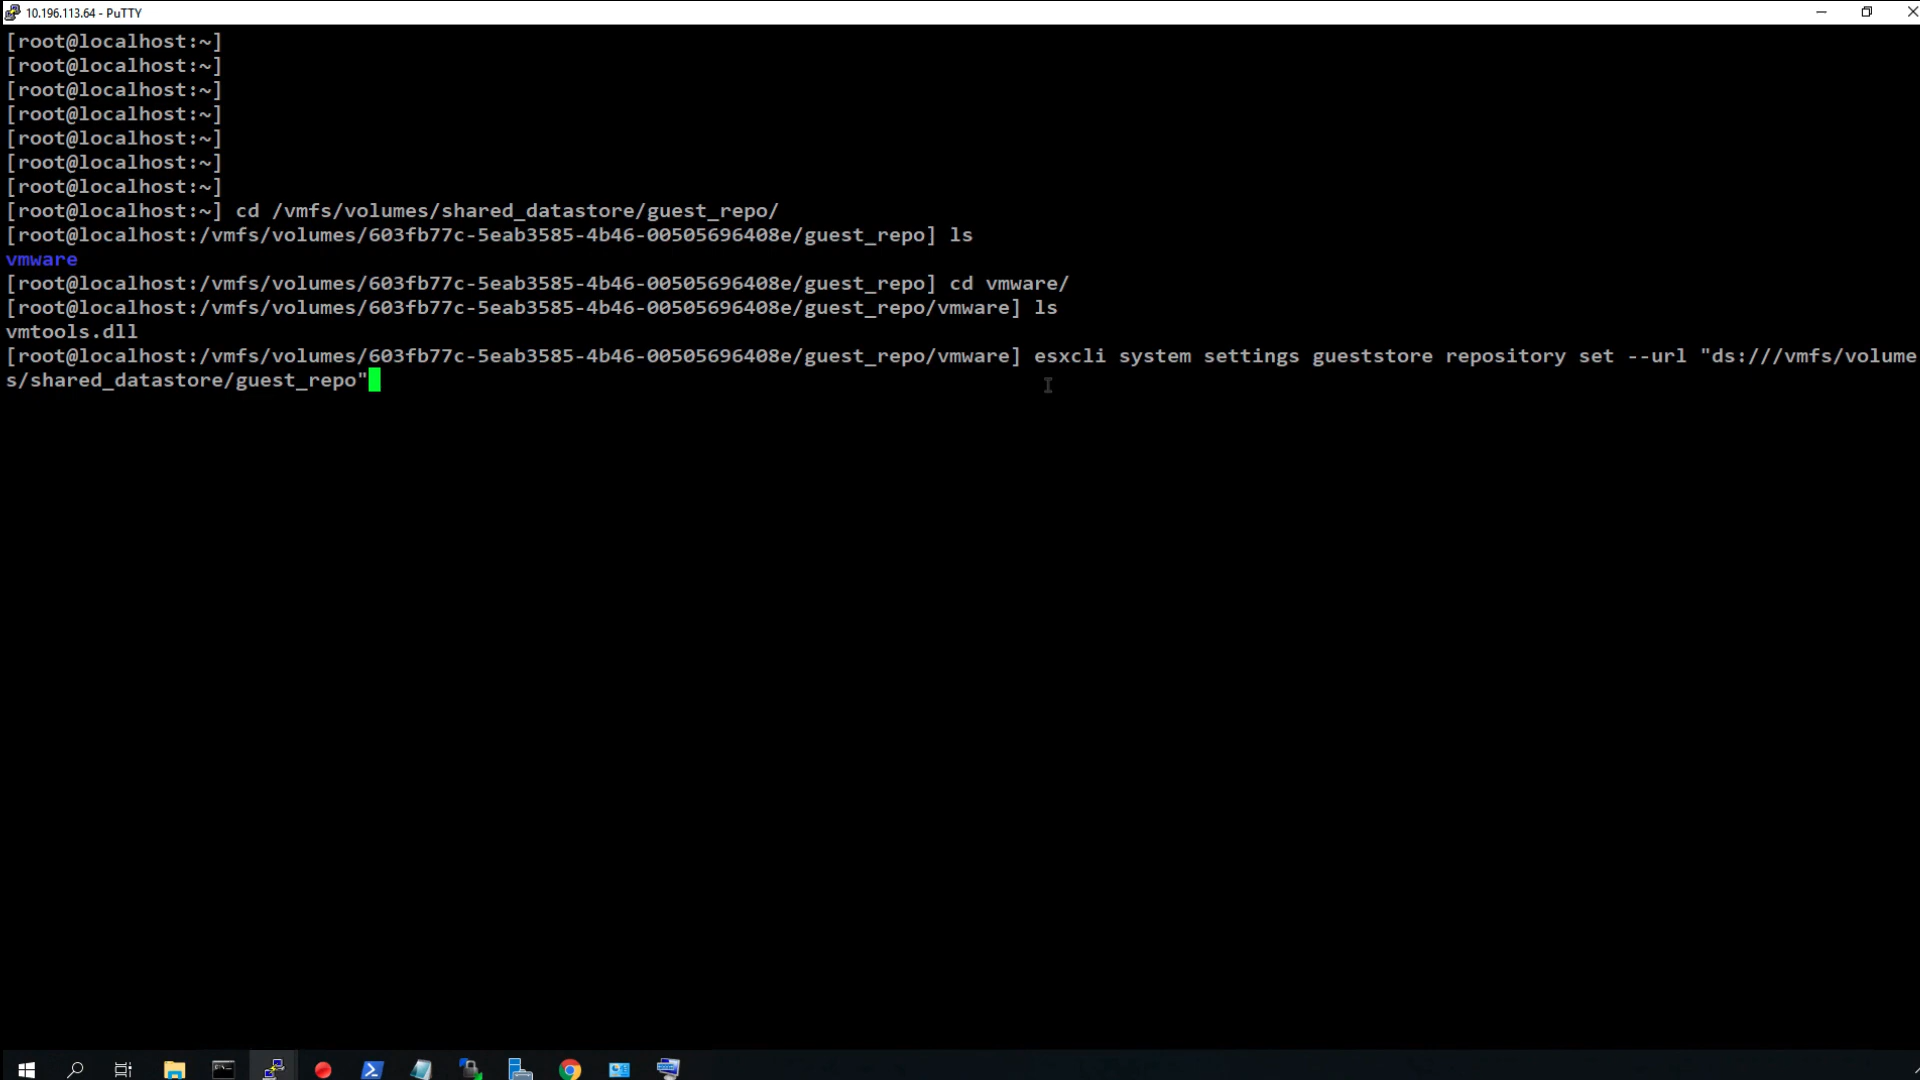 10.196.113.64 - PuTTY
[root@localhost:~]
[root@localhost:~]
[root@localhost:~]
[root@localhost:~]
[root@localhost:~]
[root@localhost:~]
[root@localhost:~]
[root@localhost:~] cd /vmfs/volumes/shared_datastore/guest_repo/
[root@localhost:/vmfs/volumes/603fb77c-5eab3585-4b46-00505696408e/guest_repo] ls
vmware
[root@localhost:/vmfs/volumes/603fb77c-5eab3585-4b46-00505696408e/guest_repo] cd vmware/
[root@localhost:/vmfs/volumes/603fb77c-5eab3585-4b46-00505696408e/guest_repo/vmware] ls
vmtools.dll
[root@localhost:/vmfs/volumes/603fb77c-5eab3585-4b46-00505696408e/guest_repo/vmware] esxcli system settings gueststore repository set --url "ds:///vmfs/volume
s/shared_datastore/guest_repo"